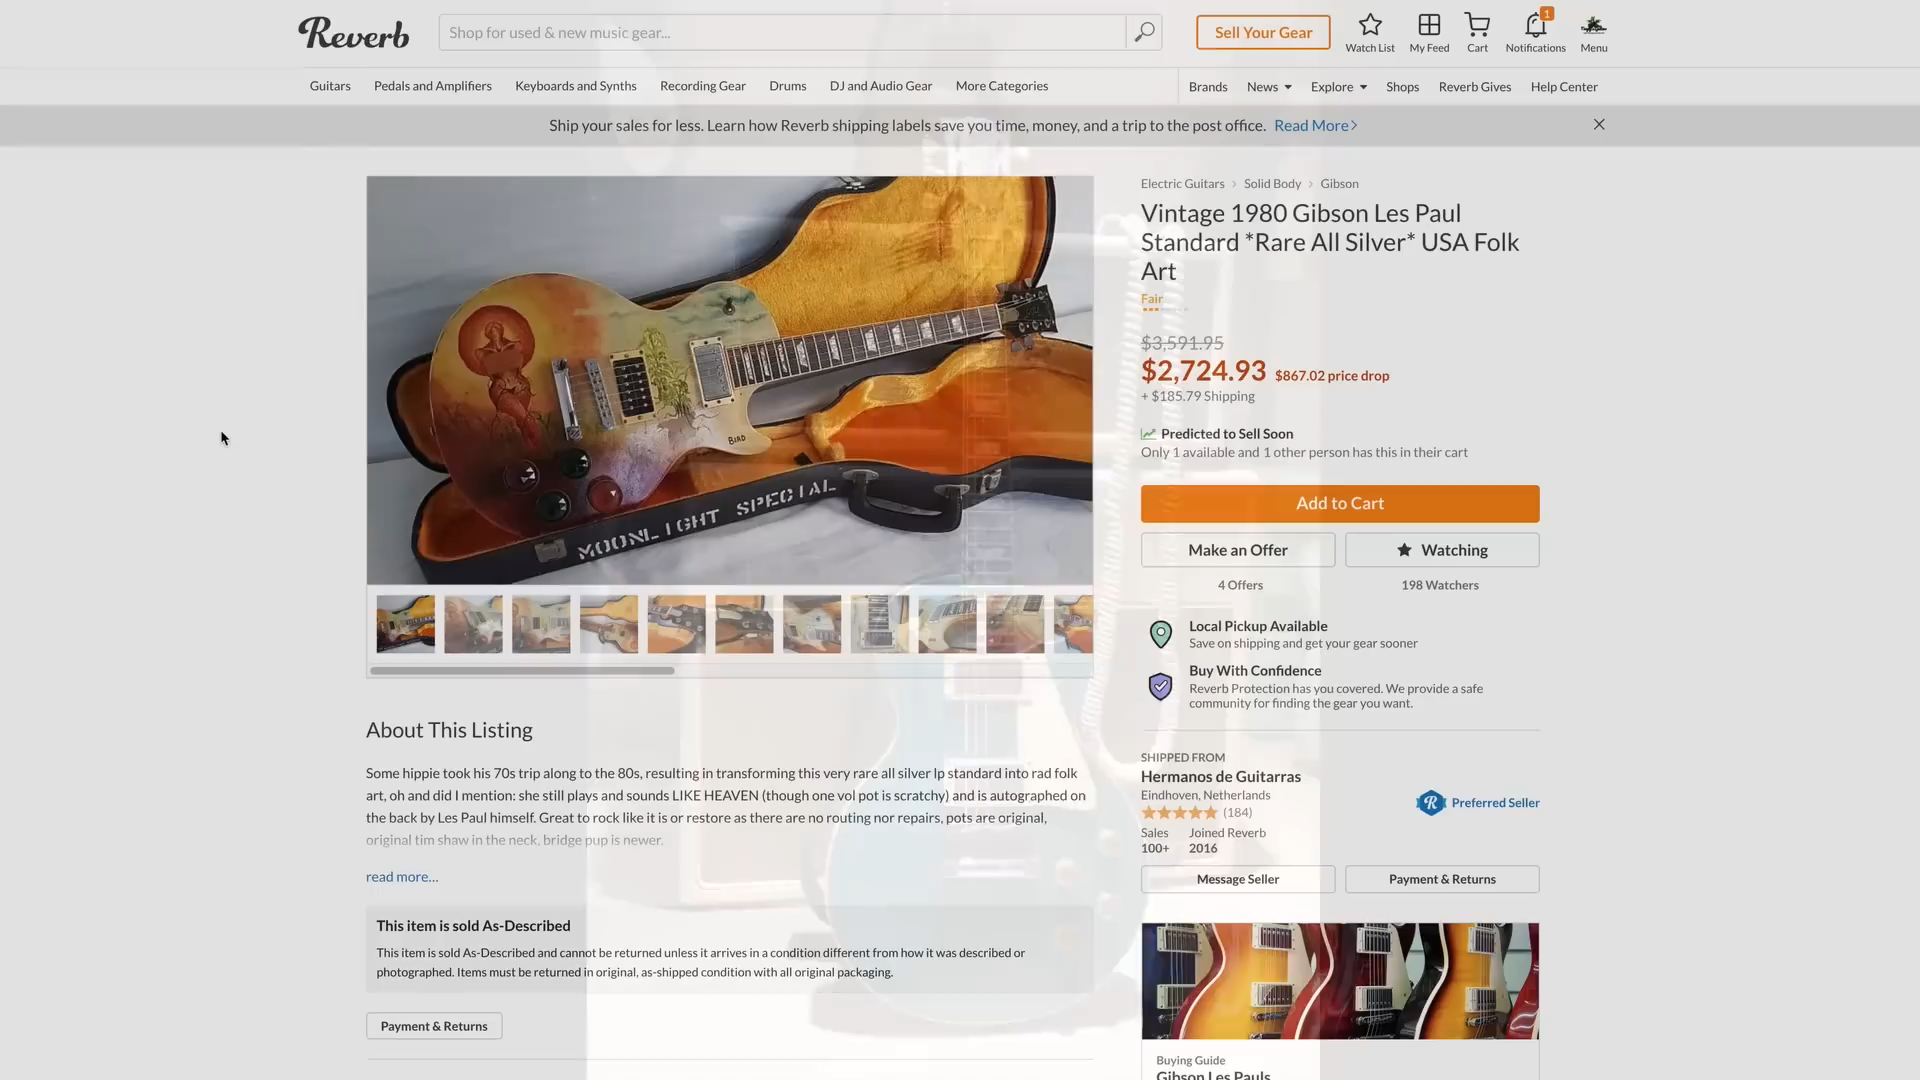 Reverb
Shop for used & new music gear...
Sell Your Gear
Watch List
My Feed
Cart
1
Notifications
Menu
Guitars
Pedals and Amplifiers
Keyboards and Synths
Recording Gear
Drums
DJ and Audio Gear
More Categories
Brands
News
Explore
Shops
Reverb Gives
Help Center
Ship your sales for less. Learn how Reverb shipping labels save you time, money, and a trip to the post office. Read More
BIRD
MOONLIGHT SPECIAL
Electric Guitars > Solid Body > Gibson
Vintage 1980 Gibson Les Paul
Standard *Rare All Silver* USA Folk
Art
Fair
$3,591.95
$2,724.93 $867.02 price drop
+ $185.79 Shipping
Predicted to Sell Soon
Only 1 available and 1 other person has this in their cart
Add to Cart
Make an Offer
Watching
4 Offers
198 Watchers
Local Pickup Available
Save on shipping and get your gear sooner
Buy With Confidence
Reverb Protection has you covered. We provide a safe
community for finding the gear you want.
About This Listing
Some hippie took his 70s trip along to the 80s, resulting in transforming this very rare all silver lp standard into rad folk
art, oh and did I mention: she still plays and sounds LIKE HEAVEN (though one vol pot is scratchy) and is autographed on
the back by Les Paul himself. Great to rock like it is or restore as there are no routing nor repairs, pots are original,
original tim shaw in the neck, bridge pup is newer.
read more...
This item is sold As-Described
This item is sold As-Described and cannot be returned unless it arrives in a condition different from how it was described or
photographed. Items must be returned in original, as-shipped condition with all original packaging.
Payment & Returns
SHIPPED FROM
Hermanos de Guitarras
Eindhoven, Netherlands
(184)
R Preferred Seller
Sales
100+
Joined Reverb
2016
Message Seller
Payment & Returns
Buying Guide
Gibson Les Pauls